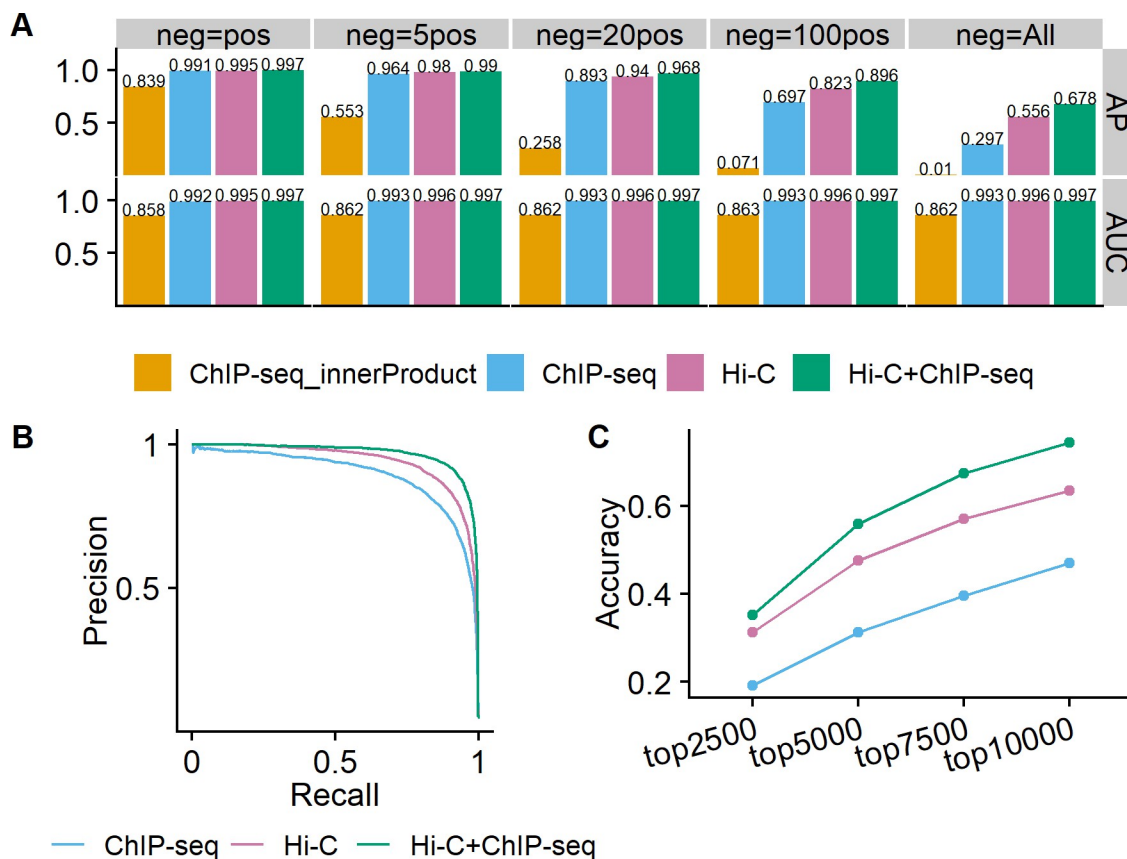 A
neg=pos neg=5pos neg=20pos neg=100pos neg=All
1.0 0.839 0.991 0.995 0.997 0.553 0.964 0.98 0.99 0.258 0.893 0.94 0.968 0.071 0.697 0.823 0.896 0.01 0.297 0.556 0.678 AP
0.5
1.0 0.858 0.992 0.995 0.997 0.862 0.993 0.996 0.997 0.862 0.993 0.996 0.997 0.863 0.993 0.996 0.997 0.862 0.993 0.996 0.997 AUC
0.5
ChIP-seq_innerProduct ChIP-seq Hi-C Hi-C+ChIP-seq
B
1
0.5
Precision
0 0.5 1
Recall
ChIP-seq Hi-C Hi-C+ChIP-seq
C
0.6
0.4
0.2
Accuracy
top2500 top5000 top7500 top10000